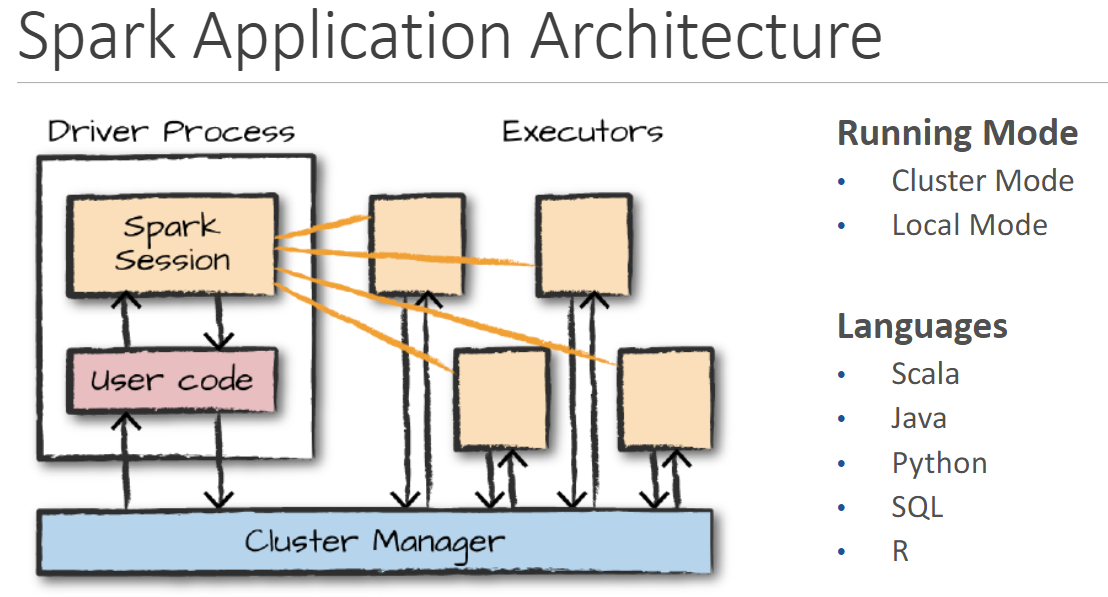 Spark Application Architecture
Driver Process
Executors
Spark
Session
User code
Cluster Manager
Running Mode
• Cluster Mode
• Local Mode
Languages
• Scala
• Java
• Python
• SQL
• R